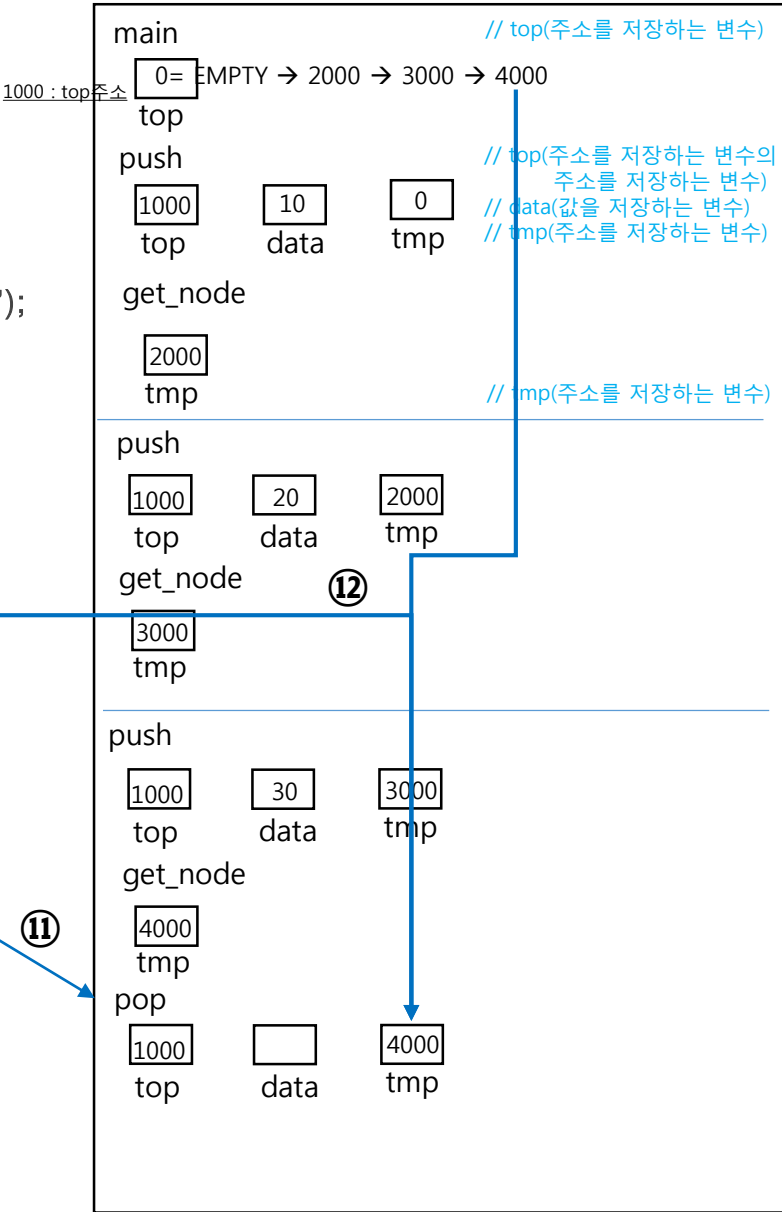 main
// top(주소를 저장하는 변수)
1000 : top주소
0= EMPTY → 2000 → 3000 → 4000
top
push
// top(주소를 저장하는 변수의
주소를 저장하는 변수)
1000 10 0
// data(값을 저장하는 변수)
top data tmp
// tmp(주소를 저장하는 변수)
get_node
);
2000
tmp
// tmp(주소를 저장하는 변수)
push
1000 20 2000
top data tmp
get_node
⑫
3000
tmp
push
1000 30 3000
top data tmp
get_node
⑪
4000
tmp
pop
1000 4000
top data tmp